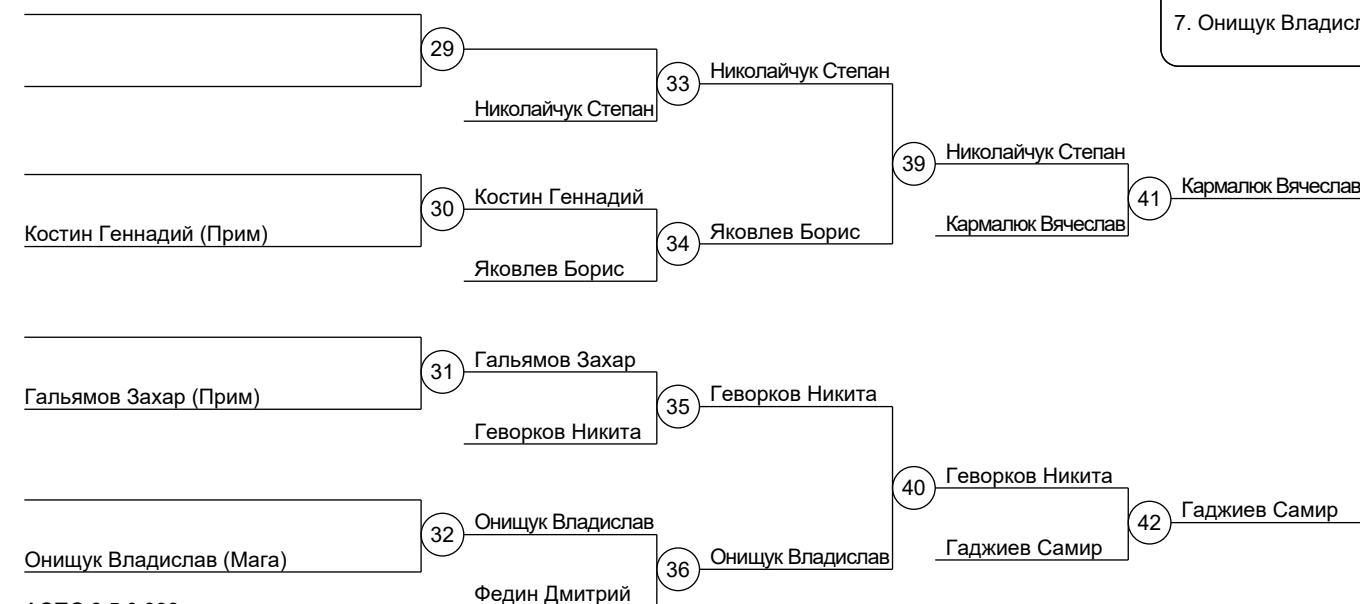 7. Онищук Владисл
29
Николайчук Степан
33
Николайчук Степан
39
Николайчук Степан
Кармалюк Вячеслав
41
Кармалюк Вячеслав
Костин Геннадий (Прим)
30
Костин Геннадий
Яковлев Борис
34
Яковлев Борис
Гальямов Захар (Прим)
31
Гальямов Захар
Геворков Никита
35
Геворков Никита
40
Геворков Никита
Гаджиев Самир
42
Гаджиев Самир
Онищук Владислав (Мага)
32
Онищук Владислав
Федин Дмитрий
36
Онищук Владислав